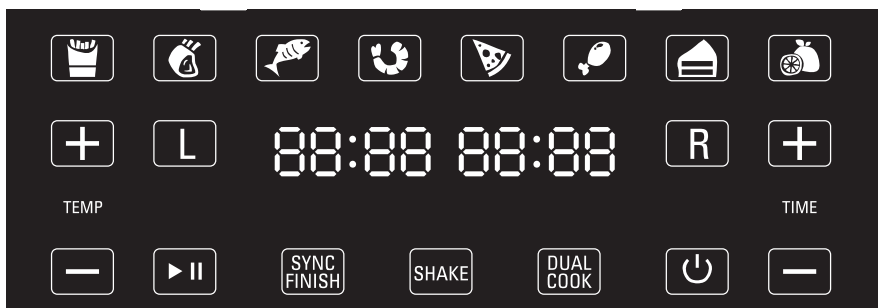 L
88:88 88:88
R
TEMP
TIME
SYNC
FINISH
SHAKE
DUAL
COOK